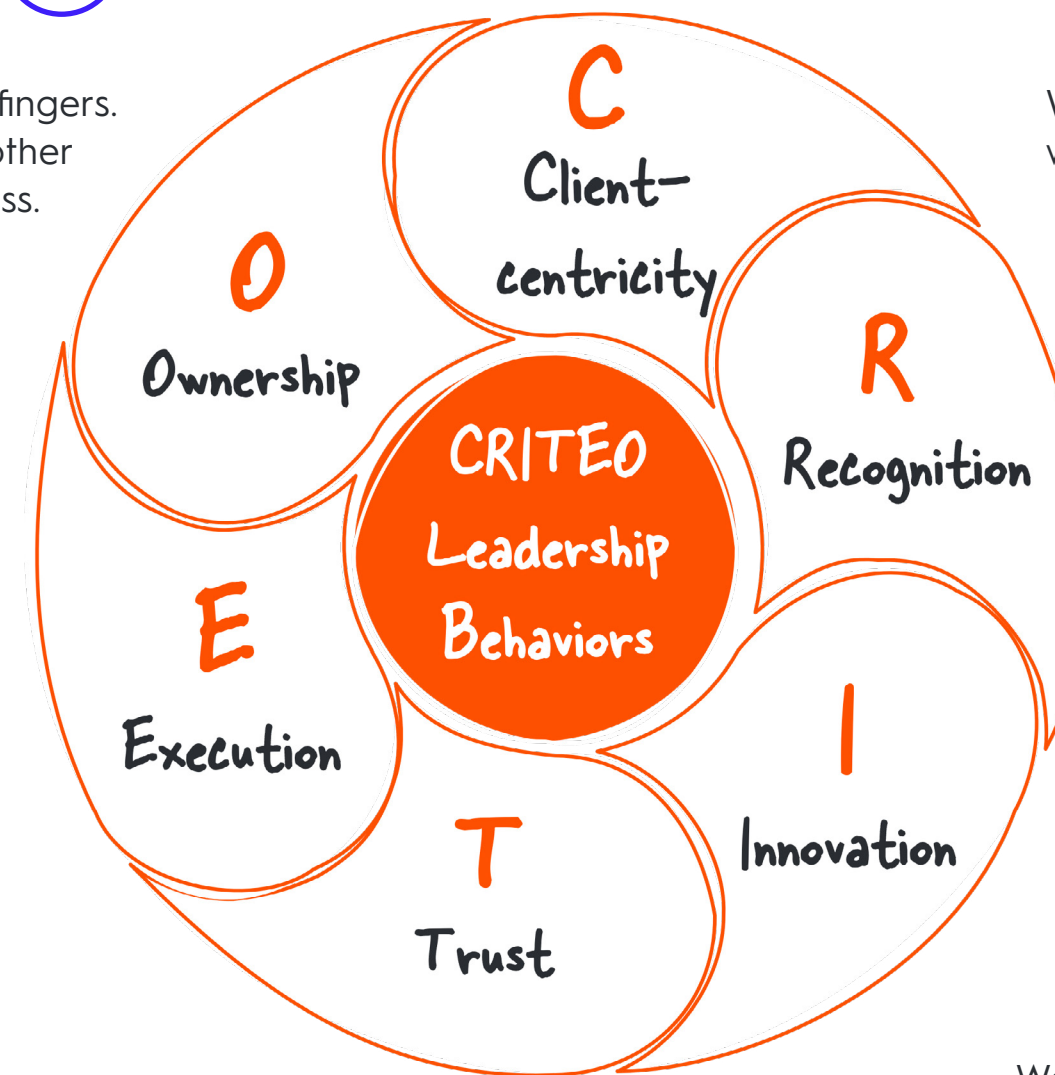 fingers.
other
ss.
C
Client-
centricity
R
Recognition
I
Innovation
T
Trust
E
Execution
O
Ownership
CRITEO
Leadership
Behaviors